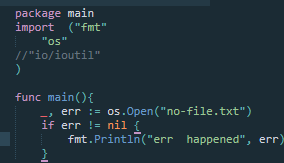 package main
import  ("fmt"
    "os"
//"io/ioutil"
)

func main(){
    _, err := os.Open("no-file.txt")
    if err != nil {
        fmt.Println("err  happened", err)
    }